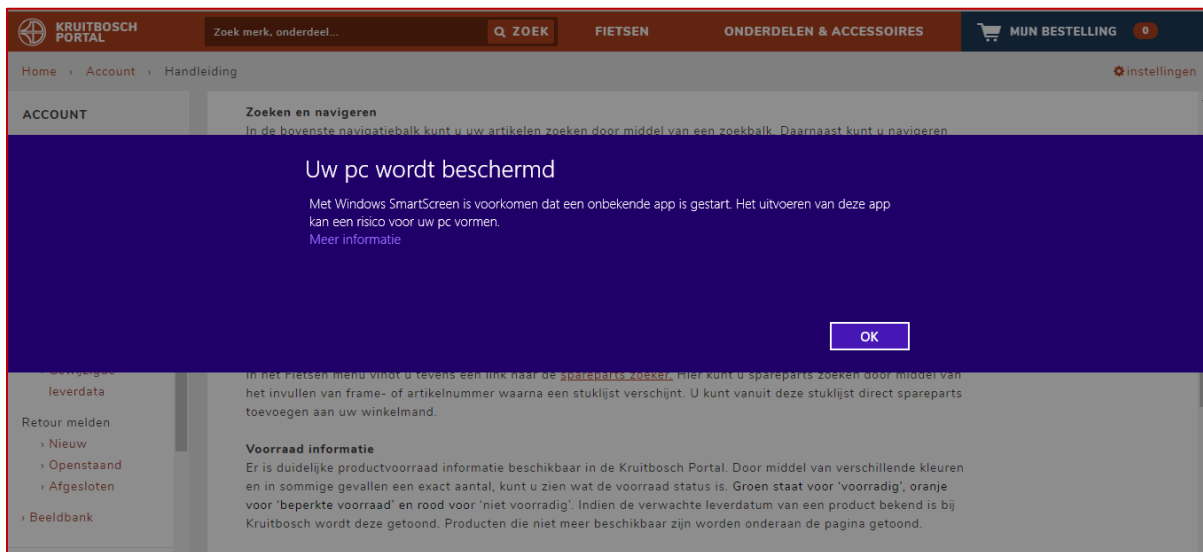 KRUITBOSCH
PORTAL
Zoek merk, onderdeel...
ZOEK
FIETSEN
ONDERDELEN & ACCESSOIRES
MIJN BESTELLING
0
Home › Account › Handleiding
instellingen
ACCOUNT
Zoeken en navigeren
In de bovenste navigatiebalk kunt u uw artikelen zoeken door middel van een zoekbalk. Daarnaast kunt u navigeren
Uw pc wordt beschermd
Met Windows SmartScreen is voorkomen dat een onbekende app is gestart. Het uitvoeren van deze app
kan een risico voor uw pc vormen.
Meer informatie
OK
leverdata
Retour melden
› Nieuw
› Openstaand
› Afgesloten
› Beeldbank
In het Fietsen menu vindt u tevens een link naar de spareparts zoeker. Hier kunt u spareparts zoeken door middel van
het invullen van frame- of artikelnummer waarna een stuklijst verschijnt. U kunt vanuit deze stuklijst direct spareparts
toevoegen aan uw winkelmand.
Voorraad informatie
Er is duidelijke productvoorraad informatie beschikbaar in de Kruitbosch Portal. Door middel van verschillende kleuren
en in sommige gevallen een exact aantal, kunt u zien wat de voorraad status is. Groen staat voor ‘voorradig’, oranje
voor ‘beperkte voorraad’ en rood voor ‘niet voorradig’. Indien de verwachte leverdatum van een product bekend is bij
Kruitbosch wordt deze getoond. Producten die niet meer beschikbaar zijn worden onderaan de pagina getoond.